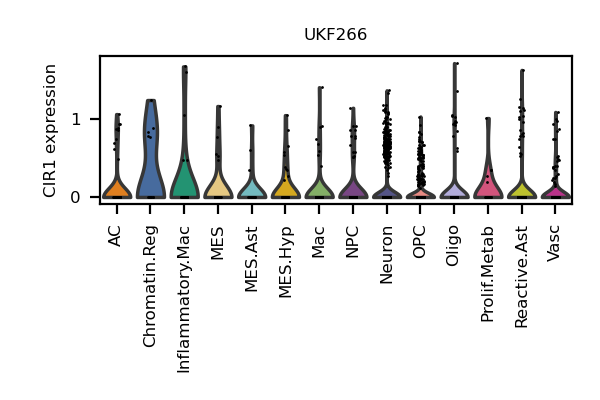 UKF266
CIR1 expression
1
0
AC
Chromatin.Reg
Inflammatory.Mac
MES
MES.Ast
MES.Hyp
Mac
NPC
Neuron
OPC
Oligo
Prolif.Metab
Reactive.Ast
Vasc